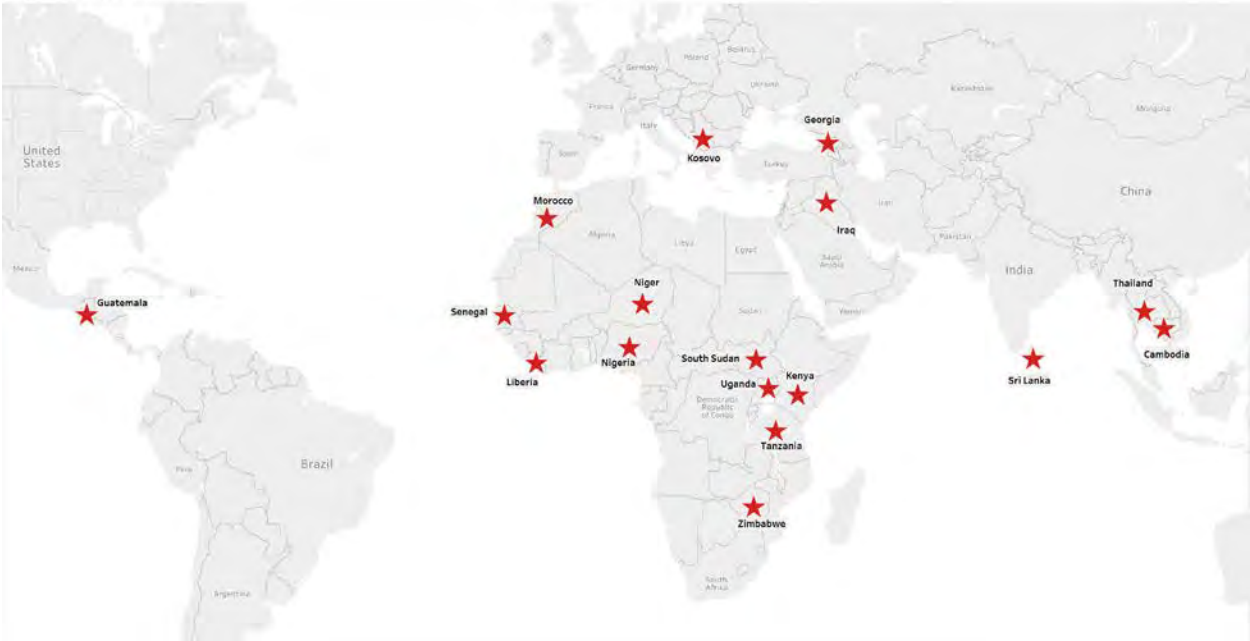 Belarus
Poland
Germany
Ukraine
Kazakhstan
France
Mongolia
Georgia
Italy
United
States
Spain
Kosovo
Turkey
China
Morocco
Iraq
Iran
Algeria
Libya
Egypt
Pakistan
Saudi
Arabia
Mexico
India
Niger
Thailand
Guatemala
Senegal
Sudan
Yemen
Nigeria
South Sudan
Cambodia
Liberia
Uganda
Kenya
Sri Lanka
Democratic
Republic
of Congo
Tanzania
Brazil
Peru
Zimbabwe
South
Africa
Argentina